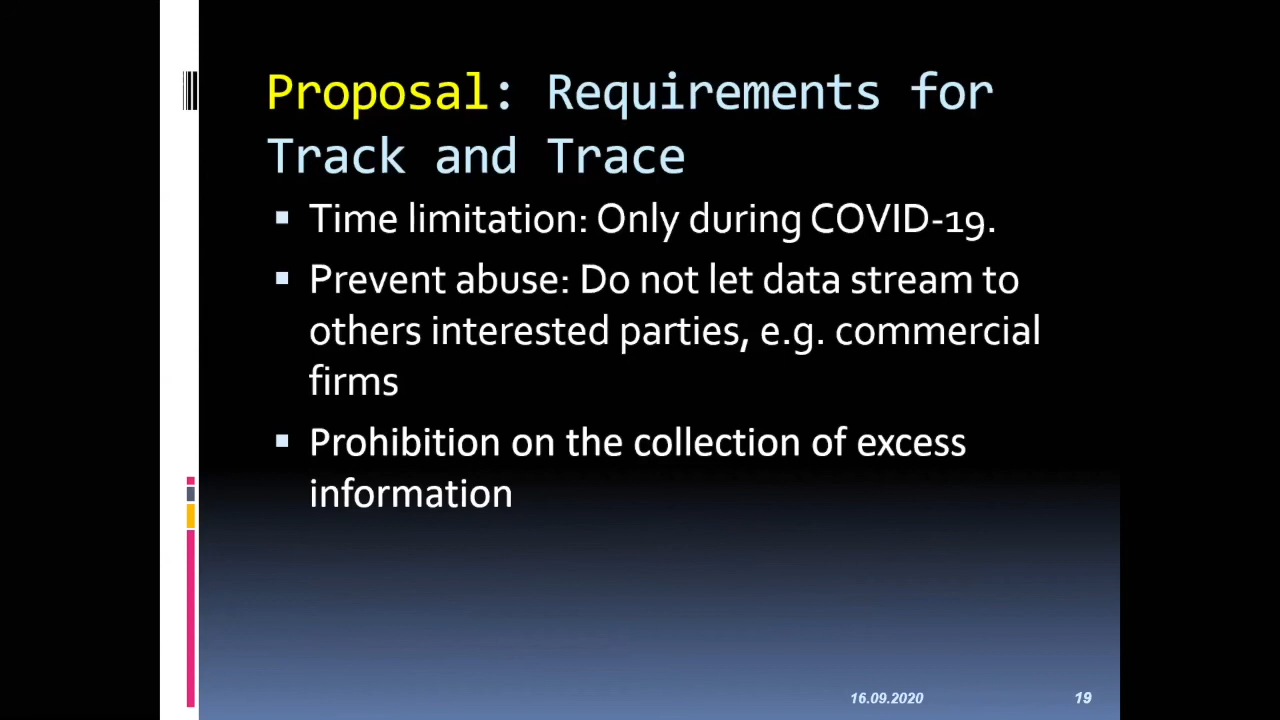 Proposal: Requirements for
Track and Trace
▪ Time limitation: Only during COVID-19.
▪ Prevent abuse: Do not let data stream to
others interested parties, e.g. commercial
firms
▪ Prohibition on the collection of excess
information
16.09.2020 19